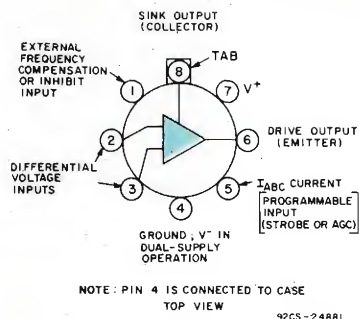 SINK OUTPUT
(COLLECTOR)
TAB
EXTERNAL
FREQUENCY
COMPENSATION
OR INHIBIT
INPUT
8
1
7
V+
2
6
DRIVE OUTPUT
(EMITTER)
DIFFERENTIAL
VOLTAGE
INPUTS
3
5
IABC CURRENT
PROGRAMMABLE
INPUT
(STROBE OR AGC)
4
GROUND, V- IN
DUAL-SUPPLY
OPERATION
NOTE: PIN 4 IS CONNECTED TO CASE
TOP VIEW
92CS-24881